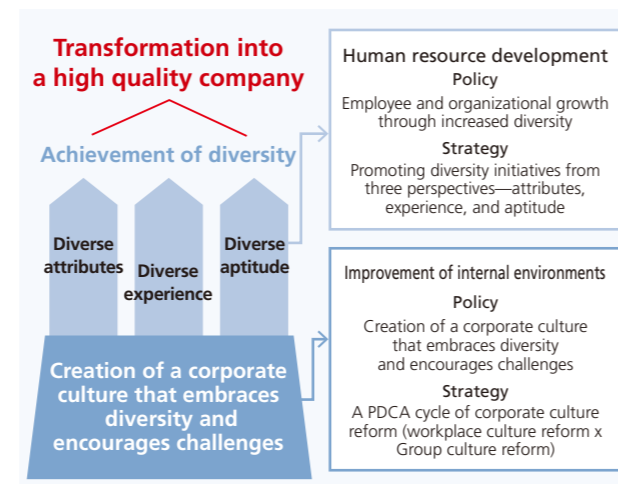 Transformation into
a high quality company
Achievement of diversity
Diverse
attributes
Diverse
experience
Diverse
aptitude
Creation of a corporate
culture that embraces
diversity and
encourages challenges
Human resource development
Policy
Employee and organizational growth
through increased diversity
Strategy
Promoting diversity initiatives from
three perspectives—attributes,
experience, and aptitude
Improvement of internal environments
Policy
Creation of a corporate culture
that embraces diversity
and encourages challenges
Strategy
A PDCA cycle of corporate culture
reform (workplace culture reform x
Group culture reform)